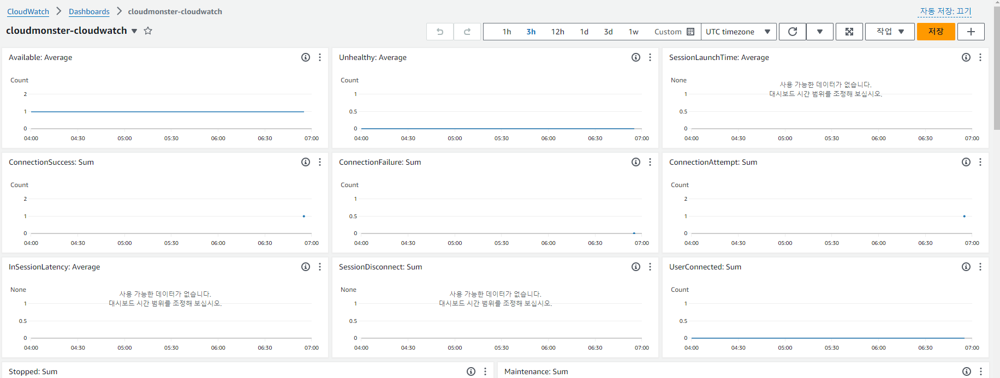 CloudWatch > Dashboards > cloudmonster-cloudwatch
자동 저장: 끄기
cloudmonster-cloudwatch
1h 3h 12h 1d 3d 1w Custom UTC timezone 작업 저장
Available: Average
Count
2
1
0
04:00 04:30 05:00 05:30 06:00 06:30 07:00
Unhealthy: Average
Count
1
0.5
0
04:00 04:30 05:00 05:30 06:00 06:30 07:00
SessionLaunchTime: Average
None
사용 가능한 데이터가 없습니다.
대시보드 시간 범위를 조정해 보십시오.
1
0.5
0
04:00 04:30 05:00 05:30 06:00 06:30 07:00
ConnectionSuccess: Sum
Count
2
1
0
04:00 04:30 05:00 05:30 06:00 06:30 07:00
ConnectionFailure: Sum
Count
1
0.5
0
04:00 04:30 05:00 05:30 06:00 06:30 07:00
ConnectionAttempt: Sum
Count
2
1
0
04:00 04:30 05:00 05:30 06:00 06:30 07:00
InSessionLatency: Average
None
사용 가능한 데이터가 없습니다.
대시보드 시간 범위를 조정해 보십시오.
1
0.5
0
04:00 04:30 05:00 05:30 06:00 06:30 07:00
SessionDisconnect: Sum
None
사용 가능한 데이터가 없습니다.
대시보드 시간 범위를 조정해 보십시오.
1
0.5
0
04:00 04:30 05:00 05:30 06:00 06:30 07:00
UserConnected: Sum
Count
1
0.5
0
04:00 04:30 05:00 05:30 06:00 06:30 07:00
Stopped: Sum
Maintenance: Sum